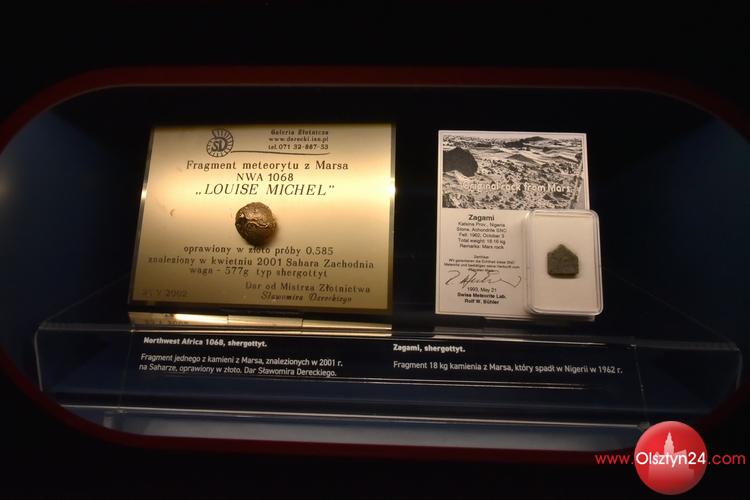 Galeria Złotnicza
www.derecki.isn.pl
tel.071 32-887-53
SD
Fragment meteorytu z Marsa
NWA 1068
„LOUISE MICHEL”
oprawiony w złoto próby 0.585
znaleziony w kwietniu 2001 Sahara Zachodnia
waga - 577g typ shergottyt
Dar od Mistrza Złotnictwa
Sławomira Dereckiego
2002
original rock from Mars
Zagami
Katsina Prov., Nigeria
Stone, Achondrite SNC
Fell: 1962, October 3
Total weight: 18.16 kg
Remarks: Mars rock
Zertifikat
1993, May 21
Swiss Meteorite Lab.
Rolf W. Bühler
Northwest Africa 1068, shergottyt.
Fragment jednego z kamieni z Marsa, znalezionych w 2001 r.
na Saharze, oprawiony w złoto. Dar Sławomira Dereckiego.
Zagami, shergottyt.
Fragment 18 kg kamienia z Marsa, który spadł w Nigerii w 1962 r.
www.Olsztyn24.com